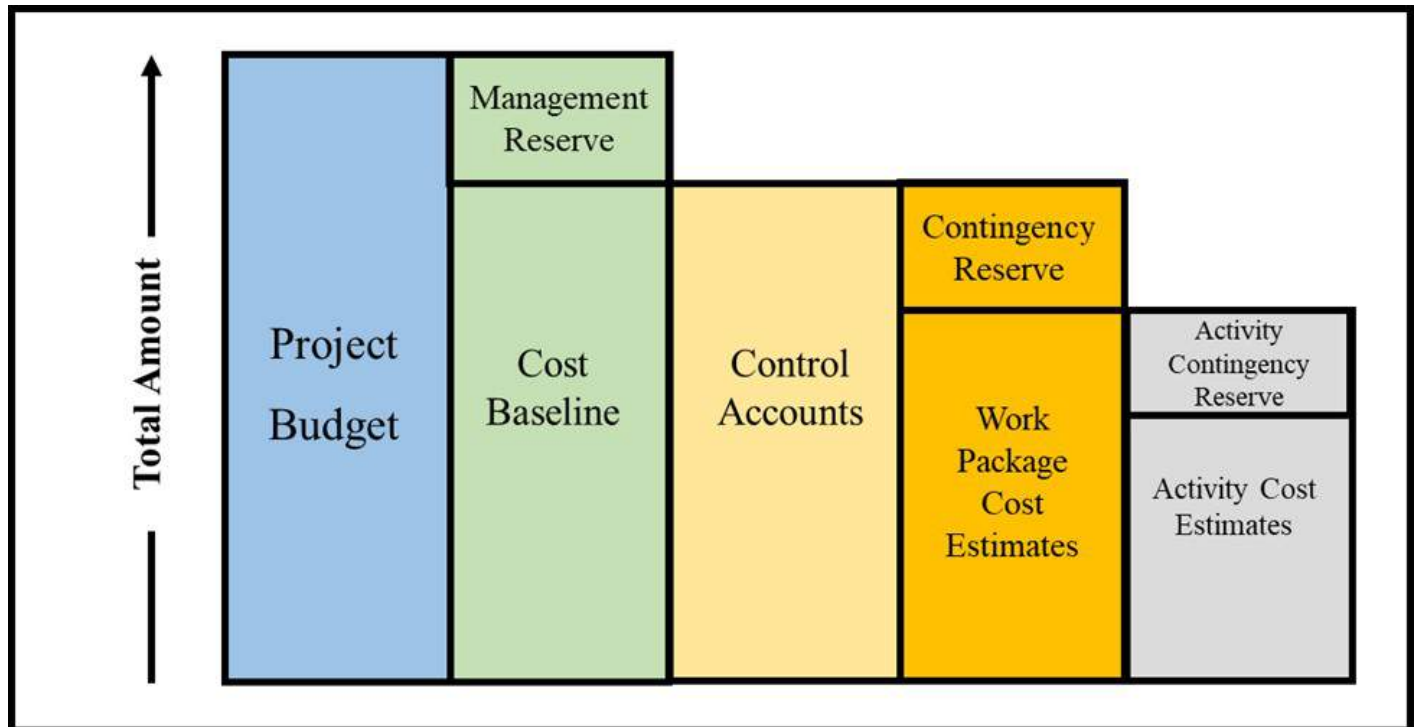 Total Amount
Project
Budget
Management
Reserve
Cost
Baseline
Control
Accounts
Contingency
Reserve
Work
Package
Cost
Estimates
Activity
Contingency
Reserve
Activity Cost
Estimates